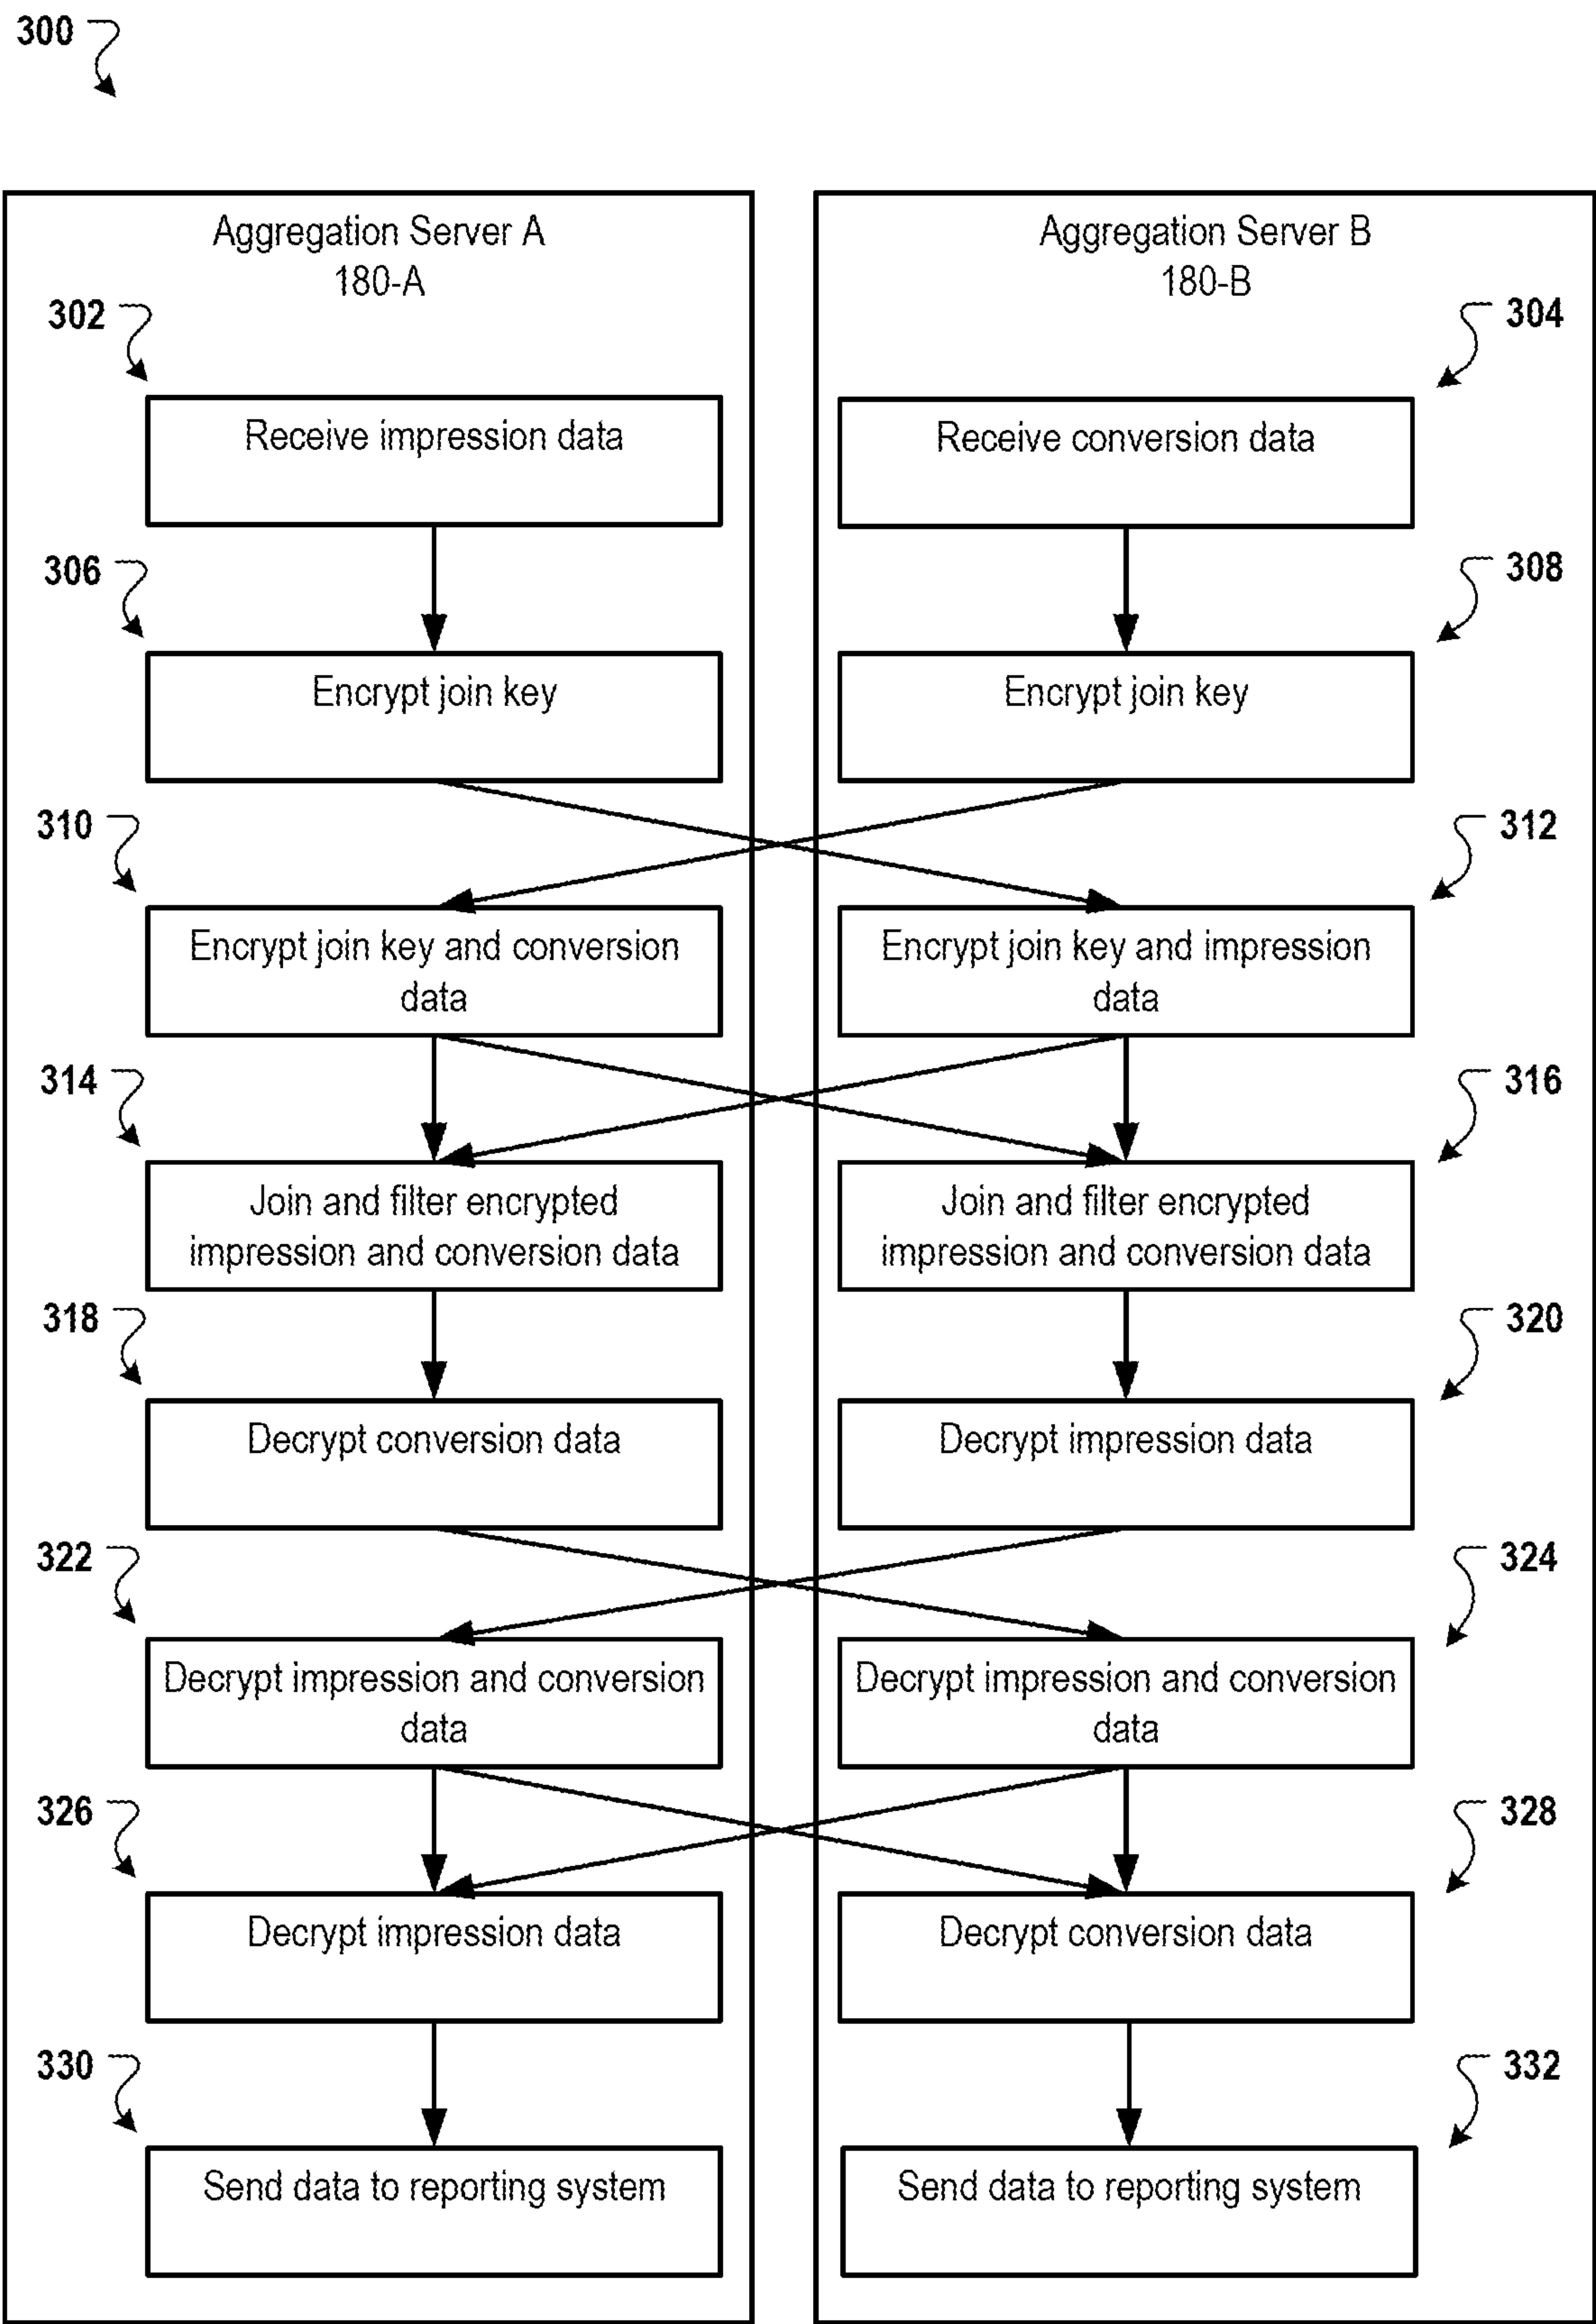 300
Aggregation Server A
180-A
Aggregation Server B
180-B
302
304
Receive impression data
Receive conversion data
306
308
Encrypt join key
Encrypt join key
310
312
Encrypt join key and conversion
data
Encrypt join key and impression
data
314
316
Join and filter encrypted
impression and conversion data
Join and filter encrypted
impression and conversion data
318
320
Decrypt conversion data
Decrypt impression data
322
324
Decrypt impression and conversion
data
Decrypt impression and conversion
data
326
328
Decrypt impression data
Decrypt conversion data
330
332
Send data to reporting system
Send data to reporting system